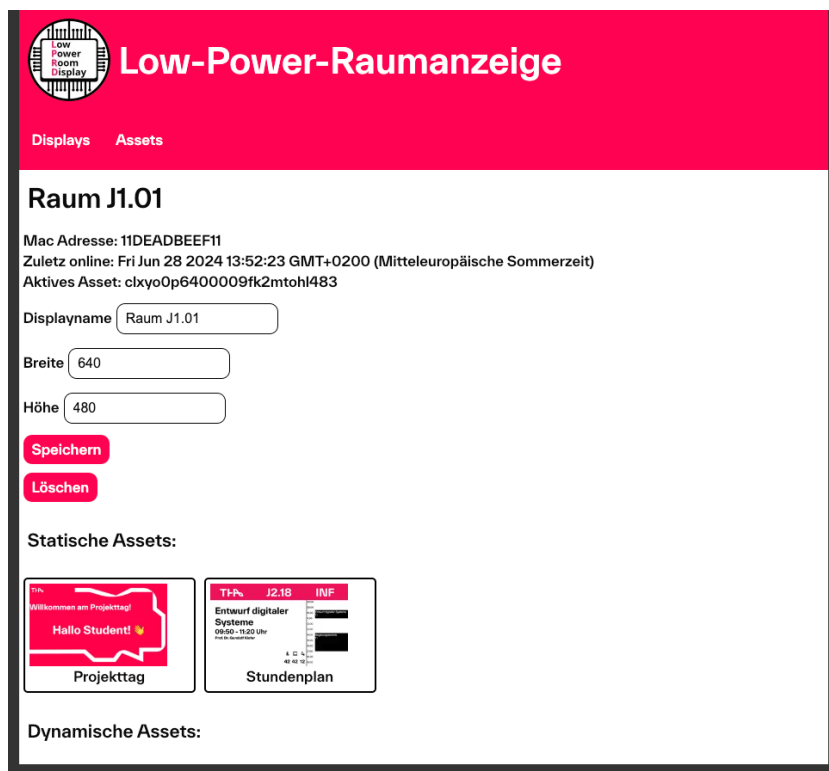 Low
Power
Room
Display
Low-Power-Raumanzeige
Displays Assets
Raum J1.01
Mac Adresse: 11DEADBEEF11
Zuletz online: Fri Jun 28 2024 13:52:23 GMT+0200 (Mitteleuropäische Sommerzeit)
Aktives Asset: clxyo0p6400009fk2mtohl483
Displayname Raum J1.01
Breite 640
Höhe 480
Speichern
Löschen
Statische Assets:
Willkommen am Projekttag!
Hallo Student! 👋
Projekttag
J2.18 INF
Entwurf digitaler
Systeme
09:50 - 11:20 Uhr
Stundenplan
Dynamische Assets: